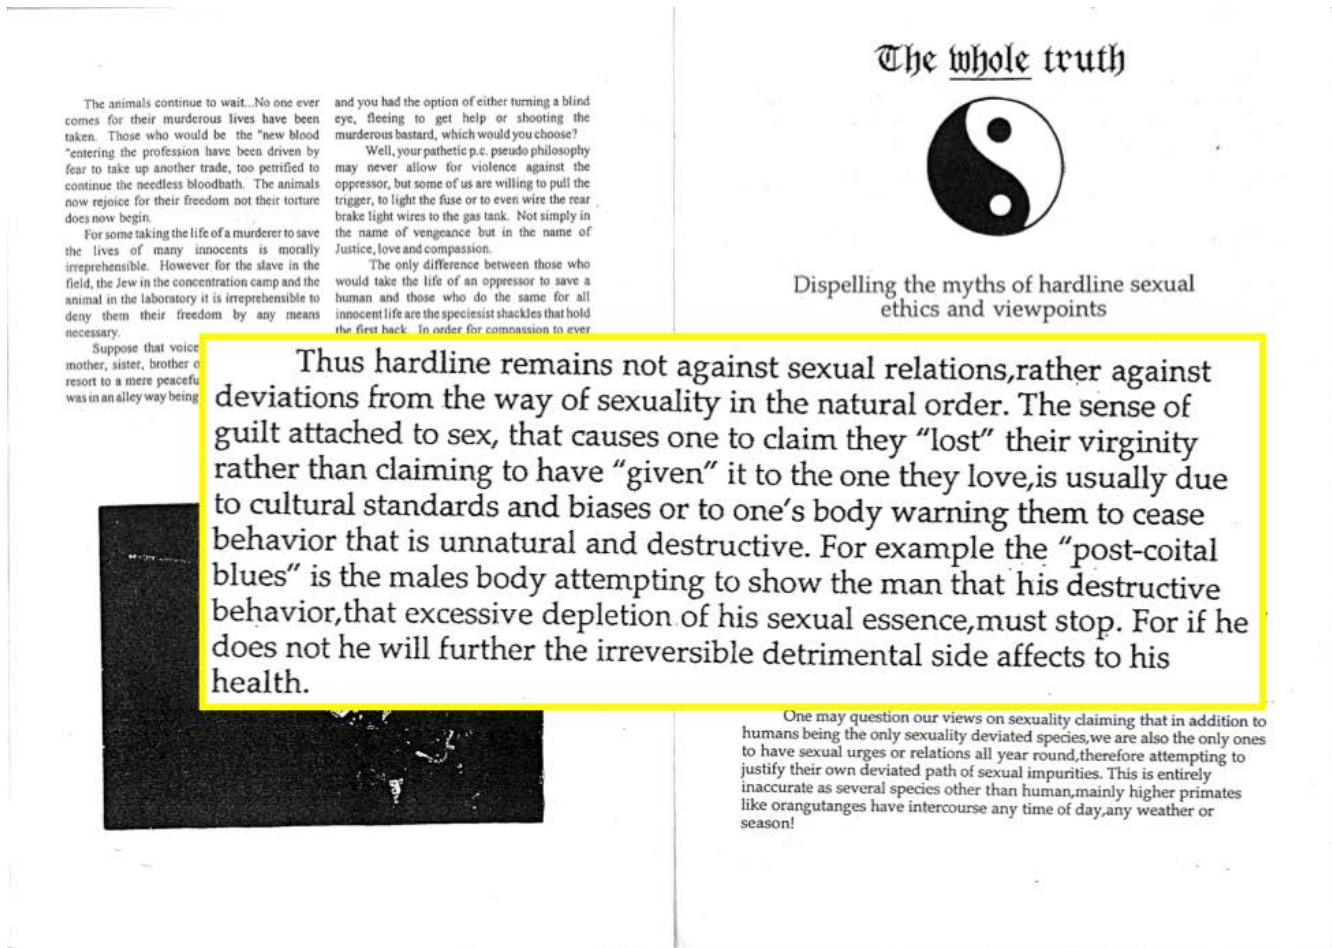 The animals continue to wait...No one ever
comes for their murderous lives have been
taken. Those who would be the "new blood
"entering the profession have been driven by
fear to take up another trade, too petrified to
continue the needless bloodbath. The animals
now rejoice for their freedom not their torture
does now begin.
For some taking the life of a murderer to save
the lives of many innocents is morally
irreprehensible. However for the slave in the
field, the Jew in the concentration camp and the
animal in the laboratory it is irreprehensible to
deny them their freedom by any means
necessary.
Suppose that voice
mother, sister, brother o
resort to a mere peacefu
was in an alley way being
and you had the option of either turning a blind
eye, fleeing to get help or shooting the
murderous bastard, which would you choose?
Well, your pathetic p.c. pseudo philosophy
may never allow for violence against the
oppressor, but some of us are willing to pull the
trigger, to light the fuse or to even wire the rear
brake light wires to the gas tank. Not simply in
the name of vengeance but in the name of
Justice, love and compassion.
The only difference between those who
would take the life of an oppressor to save a
human and those who do the same for all
innocent life are the speciesist shackles that hold
the first back. In order for compassion to ever
The whole truth
Dispelling the myths of hardline sexual
ethics and viewpoints
Thus hardline remains not against sexual relations,rather against
deviations from the way of sexuality in the natural order. The sense of
guilt attached to sex, that causes one to claim they "lost" their virginity
rather than claiming to have "given" it to the one they love,is usually due
to cultural standards and biases or to one's body warning them to cease
behavior that is unnatural and destructive. For example the "post-coital
blues" is the males body attempting to show the man that his destructive
behavior,that excessive depletion of his sexual essence,must stop. For if he
does not he will further the irreversible detrimental side affects to his
health.
One may question our views on sexuality claiming that in addition to
humans being the only sexuality deviated species,we are also the only ones
to have sexual urges or relations all year round,therefore attempting to
justify their own deviated path of sexual impurities. This is entirely
inaccurate as several species other than human,mainly higher primates
like orangutanges have intercourse any time of day,any weather or
season!